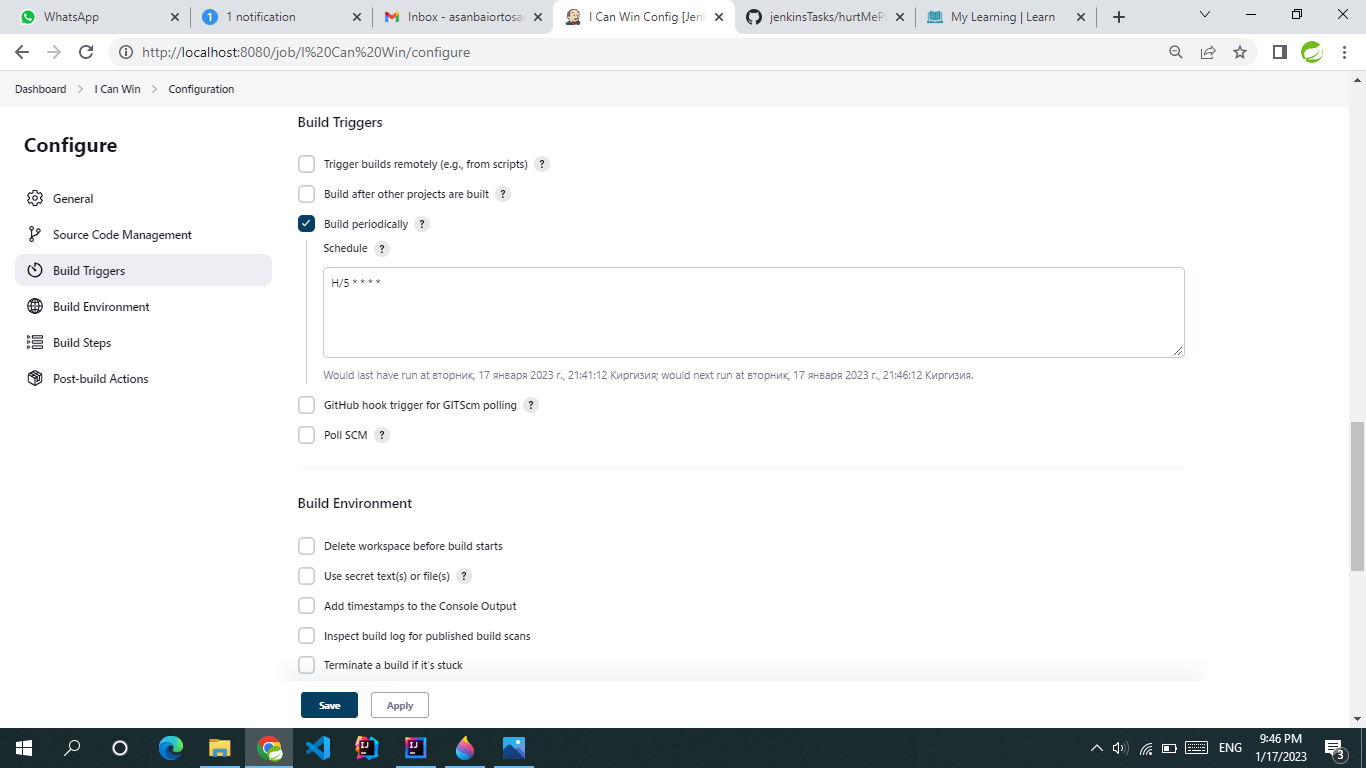 WhatsApp
1 notification
Inbox - asanbaiortosan
I Can Win Config [Jen
jenkinsTasks/hurtMeP
My Learning | Learn
http://localhost:8080/job/I%20Can%20Win/configure
Dashboard
I Can Win
Configuration
Configure
General
Source Code Management
Build Triggers
Build Environment
Build Steps
Post-build Actions
Build Triggers
Trigger builds remotely (e.g., from scripts) ?
Build after other projects are built ?
Build periodically ?
Schedule ?
H/5 * * * *
Would last have run at вторник, 17 января 2023 г., 21:41:12 Киргизия; would next run at вторник, 17 января 2023 г., 21:46:12 Киргизия.
GitHub hook trigger for GITScm polling ?
Poll SCM ?
Build Environment
Delete workspace before build starts
Use secret text(s) or file(s) ?
Add timestamps to the Console Output
Inspect build log for published build scans
Terminate a build if it's stuck
Save
Apply
ENG
9:46 PM
1/17/2023
3